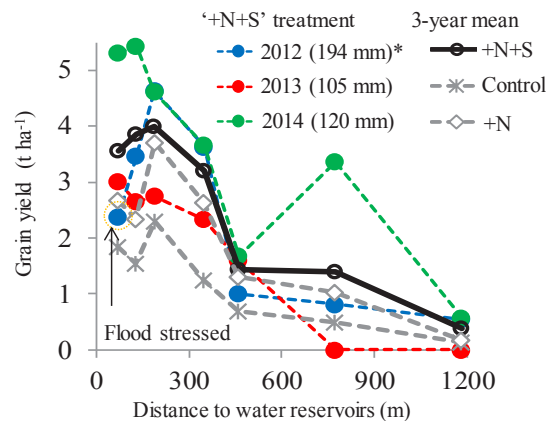 ‘+N+S’ treatment
3-year mean
2012 (194 mm)*
+N+S
2013 (105 mm)
Control
2014 (120 mm)
+N
Grain yield (t ha⁻¹)
5
4
3
2
1
0
Flood stressed
0 300 600 900 1200
Distance to water reservoirs (m)